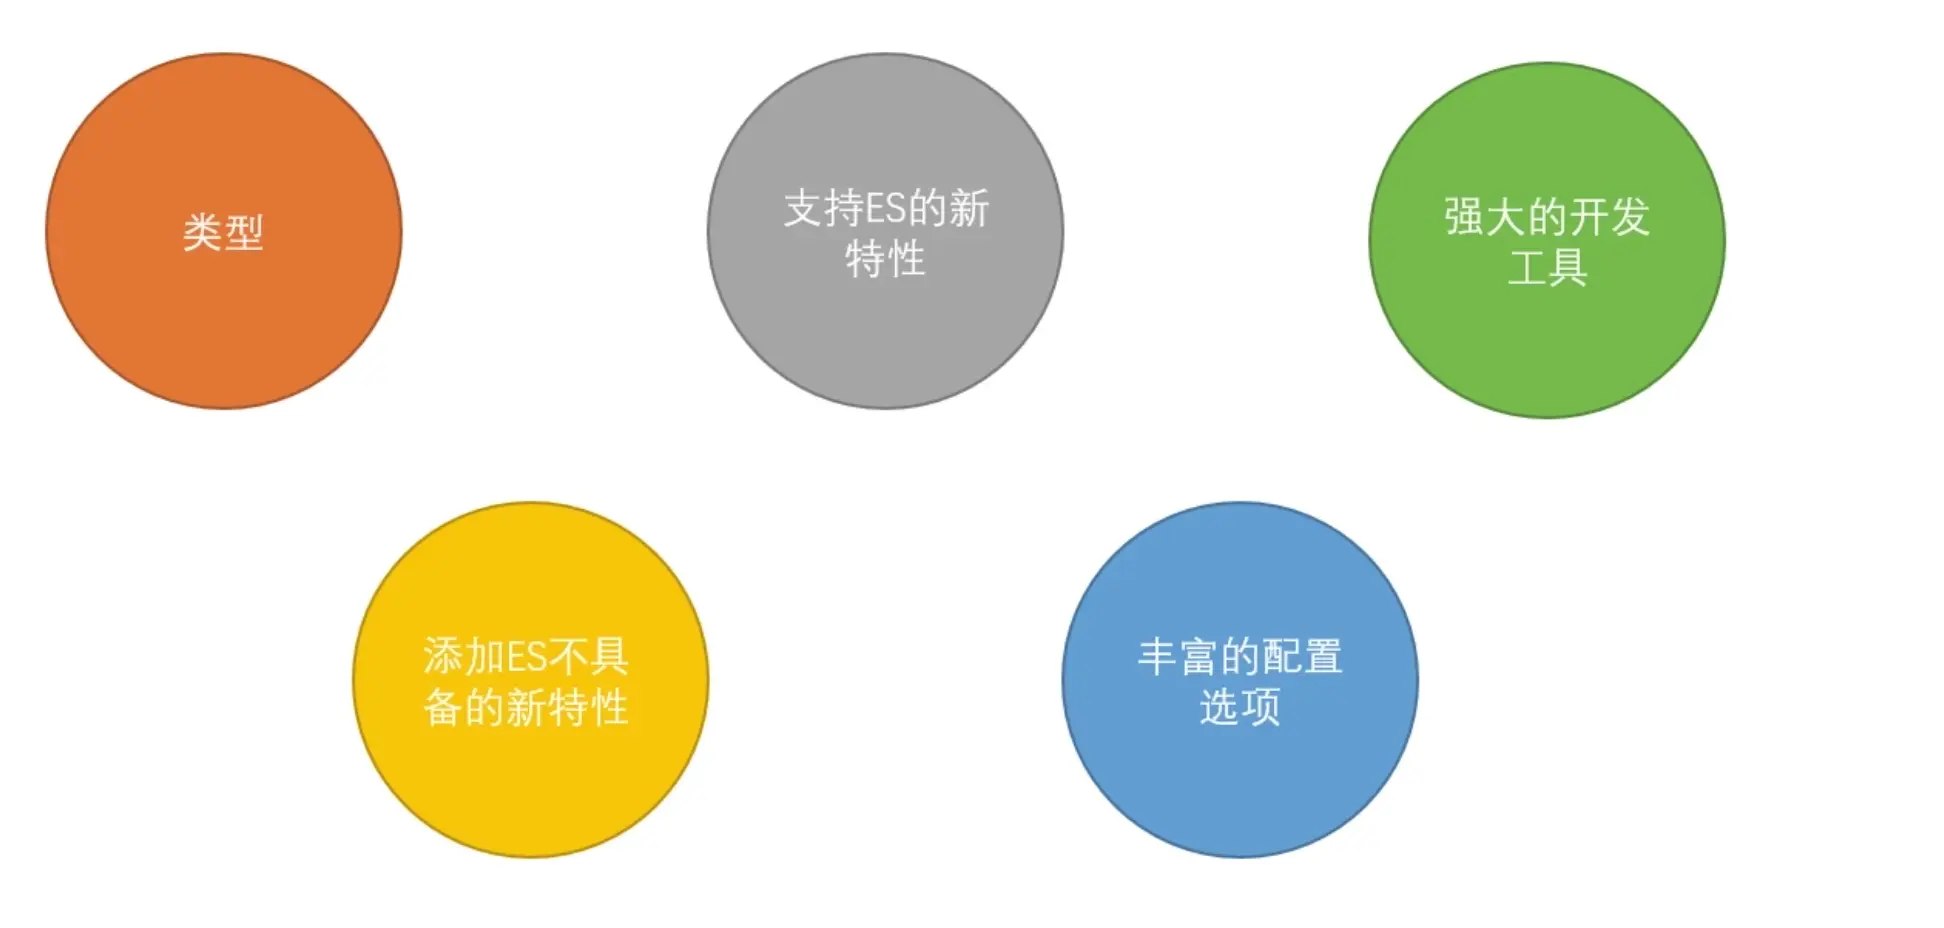 类型
支持ES的新
特性
强大的开发
工具
添加ES不具
备的新特性
丰富的配置
选项